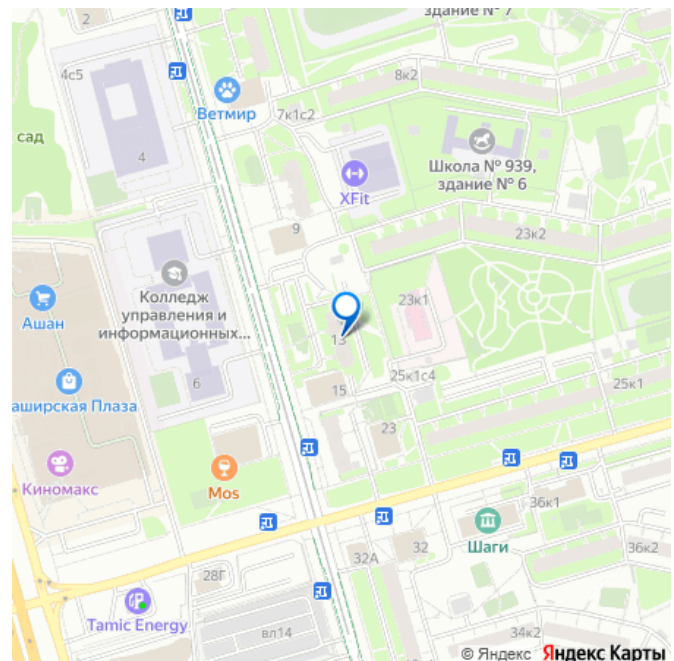 здание № 7
2
4с5
8к2
Ветмир
7к1с2
сад
4
Школа № 939,
здание № 6
XFit
9
23к2
Колледж
управления и
информационных...
23к1
Ашан
13
15
25к1с4
25к1
6
аширская Плаза
23
Киномакс
Mos
36к1
Шаги
32А
32
36к2
28Г
Tamic Energy
вл14
34к2
© Яндекс Яндекс Карты